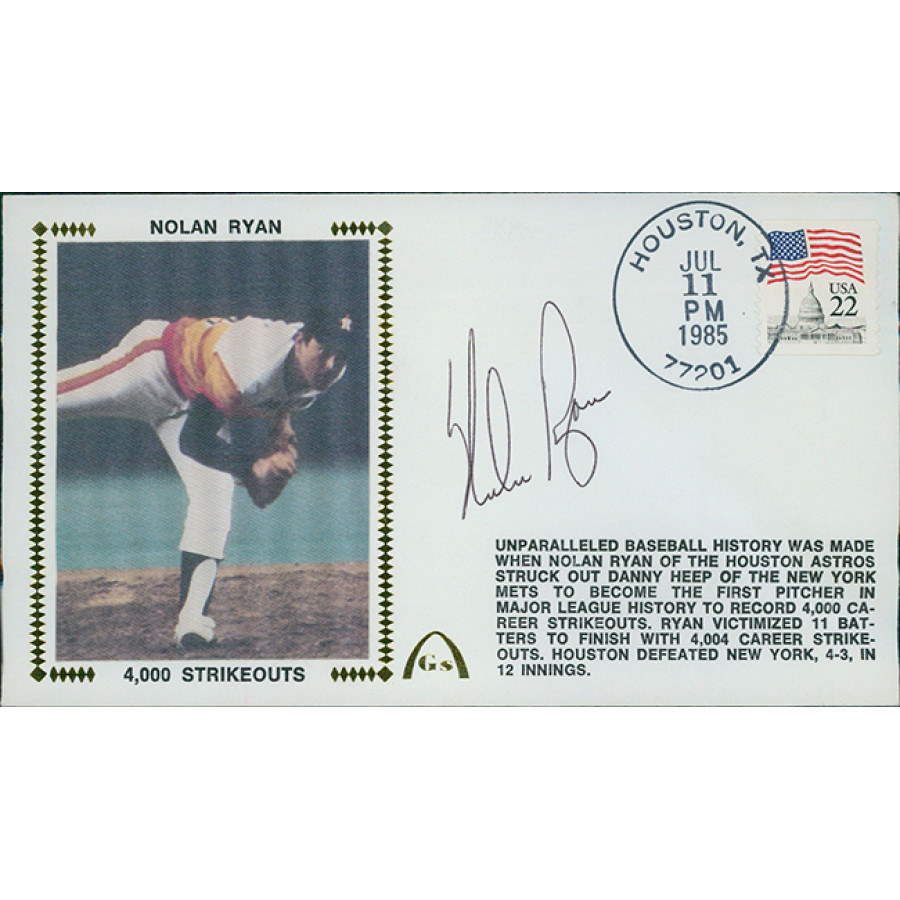 NOLAN RYAN
4,000 STRIKEOUTS
Gs
HOUSTON, TX
JUL
11
PM
1985
77201
USA
22
Nolan Ryan
UNPARALLELED BASEBALL HISTORY WAS MADE
WHEN NOLAN RYAN OF THE HOUSTON ASTROS
STRUCK OUT DANNY HEEP OF THE NEW YORK
METS TO BECOME THE FIRST PITCHER IN
MAJOR LEAGUE HISTORY TO RECORD 4,000 CA-
REER STRIKEOUTS. RYAN VICTIMIZED 11 BAT-
TERS TO FINISH WITH 4,004 CAREER STRIKE-
OUTS. HOUSTON DEFEATED NEW YORK, 4-3, IN
12 INNINGS.